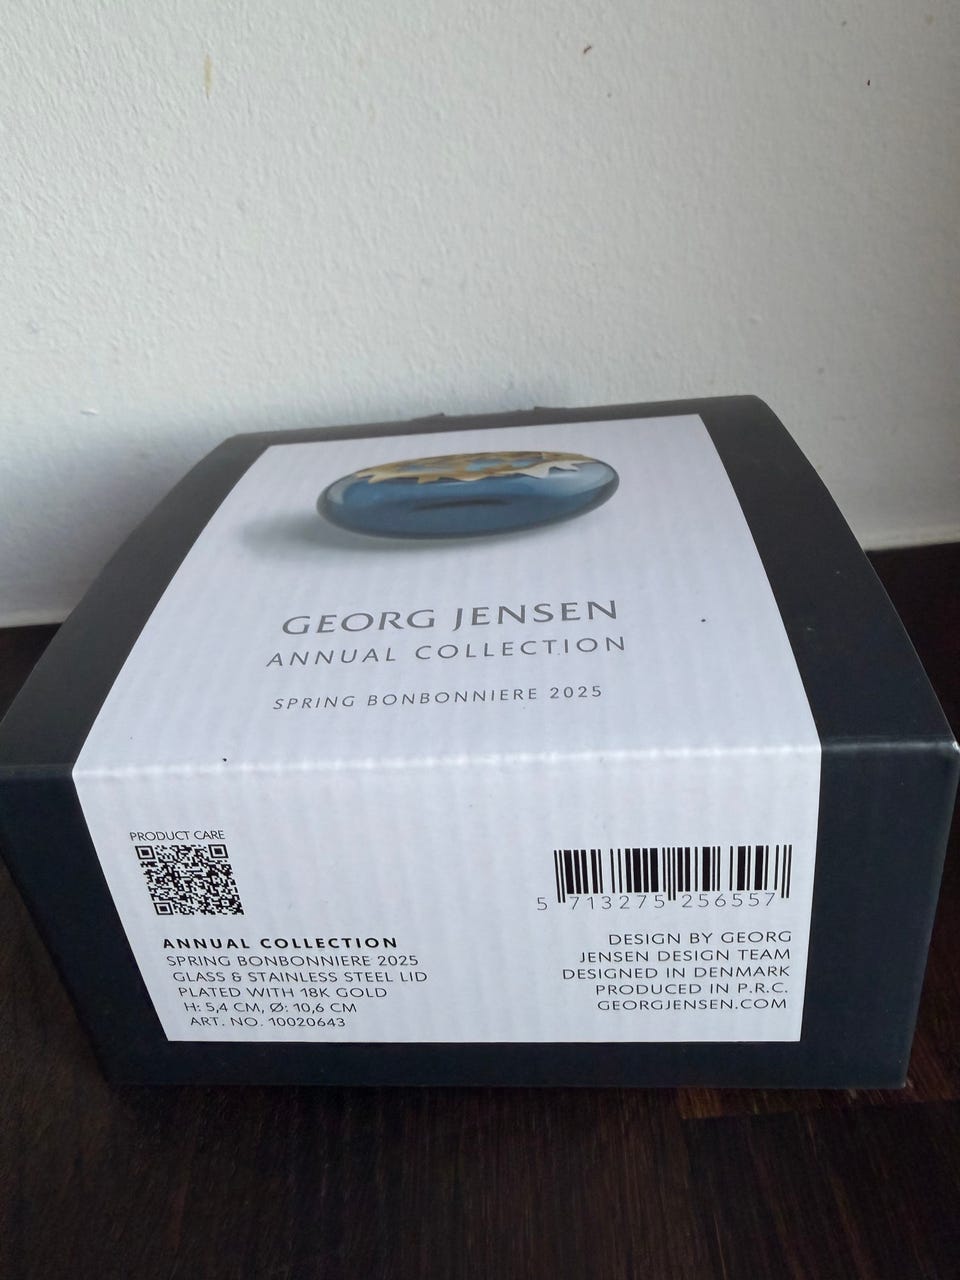 GEORG JENSEN
ANNUAL COLLECTION
SPRING BONBONNIERE 2025
PRODUCT CARE
ANNUAL COLLECTION
SPRING BONBONNIERE 2025
GLASS & STAINLESS STEEL LID
PLATED WITH 18K GOLD
H: 5,4 CM, Ø: 10,6 CM
ART. NO. 10020643
5 713275 256557
DESIGN BY GEORG
JENSEN DESIGN TEAM
DESIGNED IN DENMARK
PRODUCED IN P.R.C.
GEORGJENSEN.COM